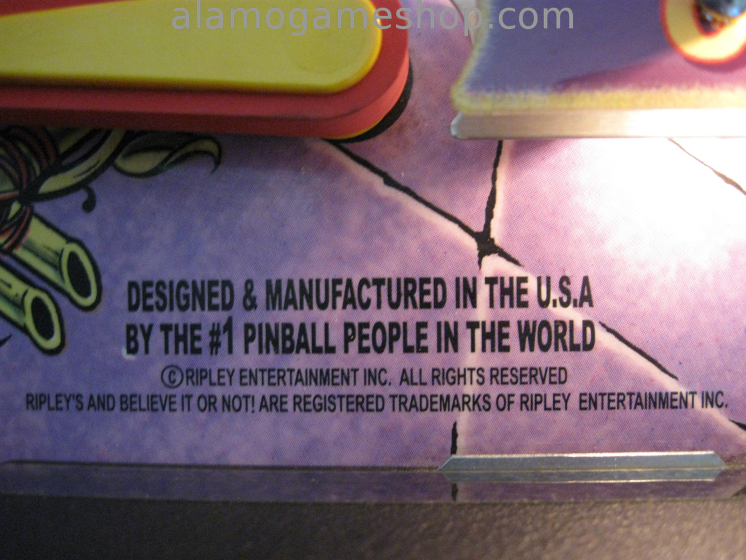 alamogameshop.com
DESIGNED & MANUFACTURED IN THE U.S.A
BY THE #1 PINBALL PEOPLE IN THE WORLD
©RIPLEY ENTERTAINMENT INC. ALL RIGHTS RESERVED
RIPLEY'S AND BELIEVE IT OR NOT! ARE REGISTERED TRADEMARKS OF RIPLEY ENTERTAINMENT INC.